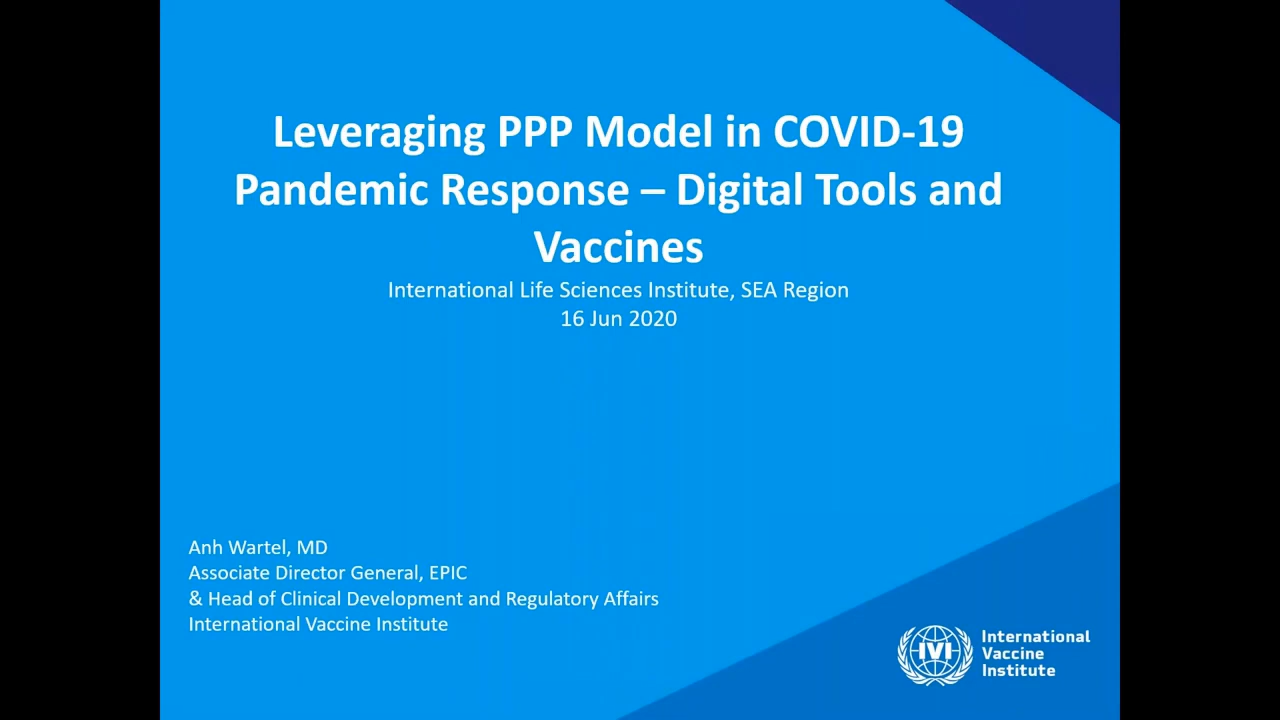 Leveraging PPP Model in COVID-19
Pandemic Response – Digital Tools and
Vaccines
International Life Sciences Institute, SEA Region
16 Jun 2020
Anh Wartel, MD
Associate Director General, EPIC
& Head of Clinical Development and Regulatory Affairs
International Vaccine Institute
IVI
International
Vaccine
Institute